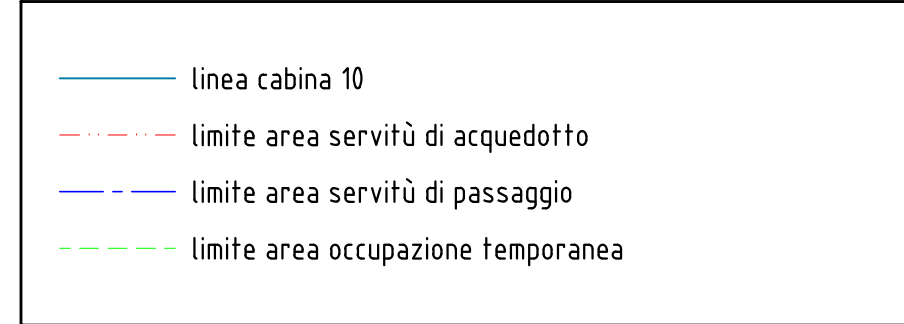 linea cabina 10
limite area servitù di acquedotto
limite area servitù di passaggio
limite area occupazione temporanea